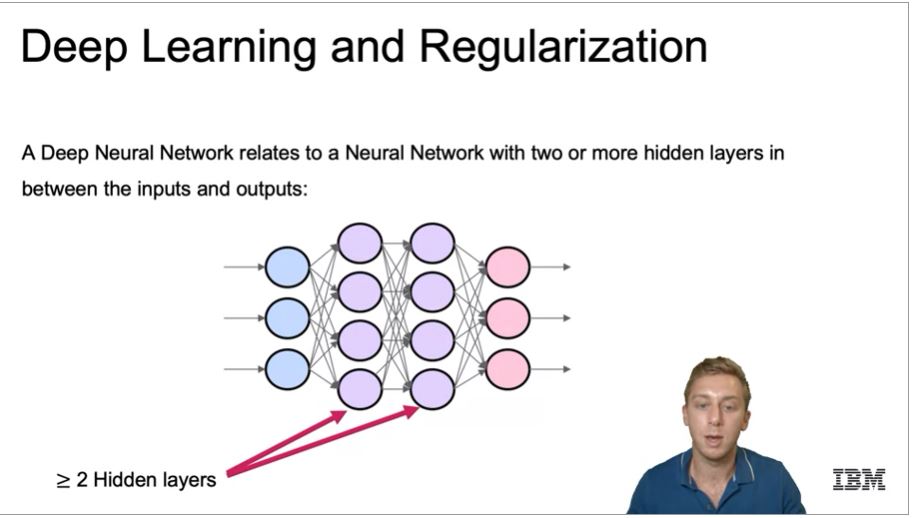 Deep Learning and Regularization
A Deep Neural Network relates to a Neural Network with two or more hidden layers in
between the inputs and outputs:
≥ 2 Hidden layers
IBM